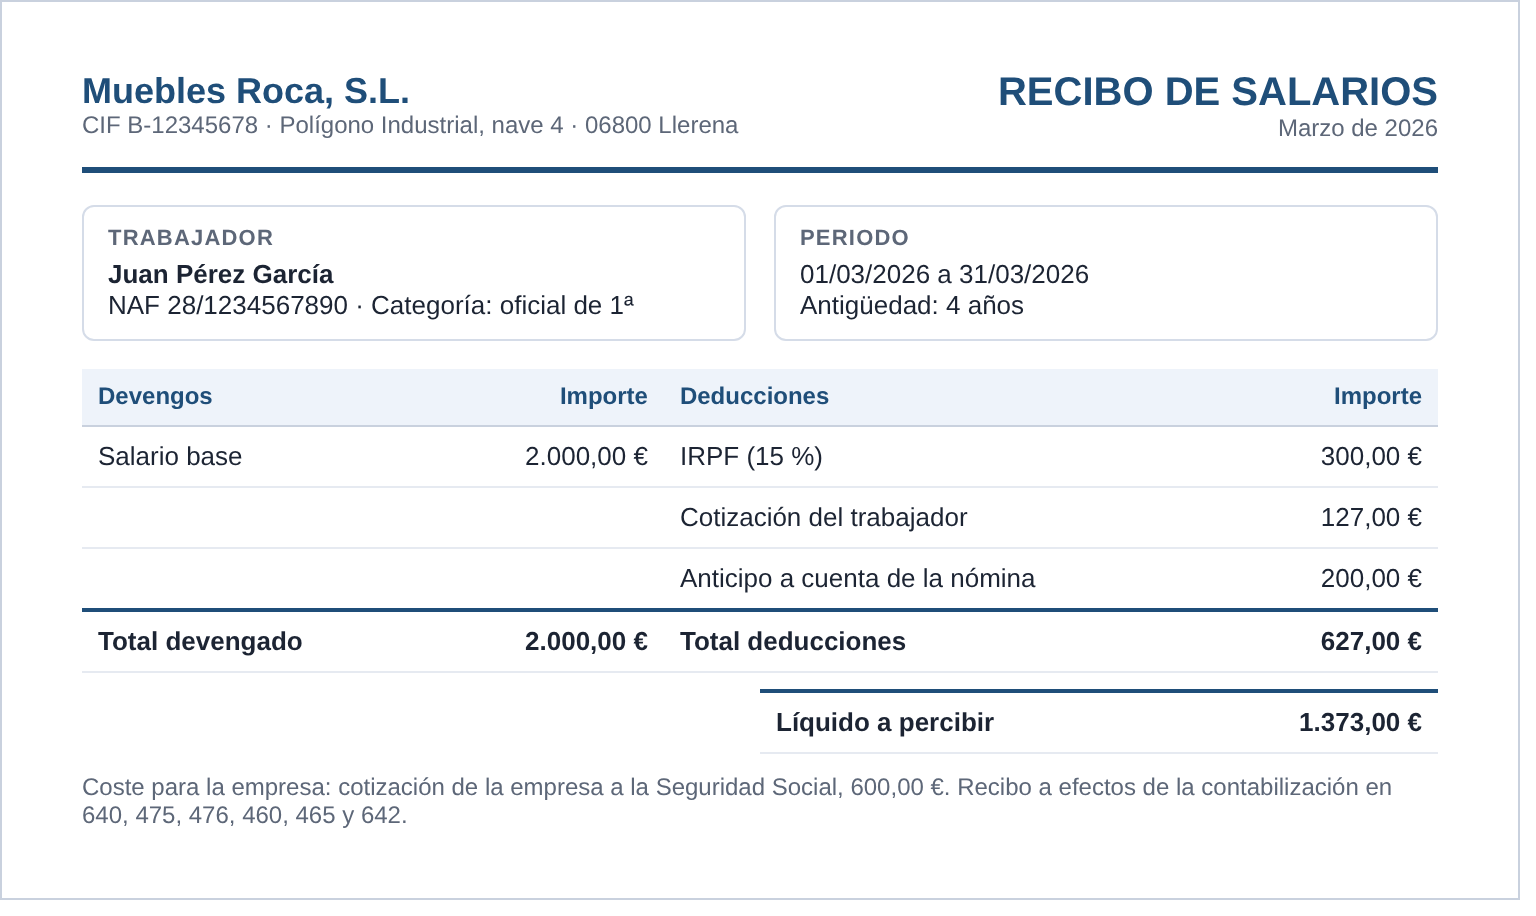 Muebles Roca, S.L.
CIF B-12345678 · Polígono Industrial, nave 4 · 06800 Llerena
RECIBO DE SALARIOS
Marzo de 2026
TRABAJADOR
Juan Pérez García
NAF 28/1234567890 · Categoría: oficial de 1ª
PERIODO
01/03/2026 a 31/03/2026
Antigüedad: 4 años
Devengos Importe Deducciones Importe
Salario base 2.000,00 € IRPF (15 %) 300,00 €
Cotización del trabajador 127,00 €
Anticipo a cuenta de la nómina 200,00 €
Total devengado 2.000,00 € Total deducciones 627,00 €
Líquido a percibir 1.373,00 €
Coste para la empresa: cotización de la empresa a la Seguridad Social, 600,00 €. Recibo a efectos de la contabilización en
640, 475, 476, 460, 465 y 642.